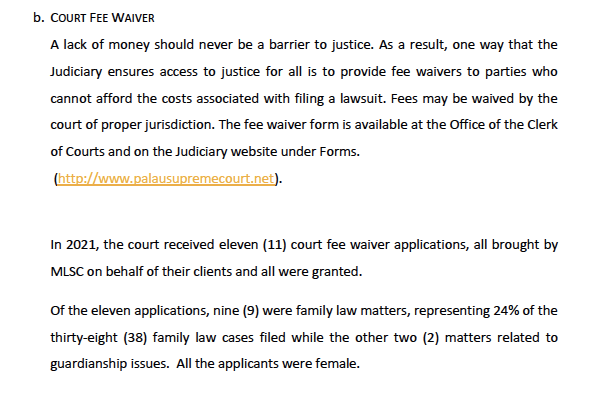 b. COURT FEE WAIVER
A lack of money should never be a barrier to justice. As a result, one way that the
Judiciary ensures access to justice for all is to provide fee waivers to parties who
cannot afford the costs associated with filing a lawsuit. Fees may be waived by the
court of proper jurisdiction. The fee waiver form is available at the Office of the Clerk
of Courts and on the Judiciary website under Forms.
(http://www.palausupremecourt.net).
In 2021, the court received eleven (11) court fee waiver applications, all brought by
MLSC on behalf of their clients and all were granted.
Of the eleven applications, nine (9) were family law matters, representing 24% of the
thirty-eight (38) family law cases filed while the other two (2) matters related to
guardianship issues.  All the applicants were female.